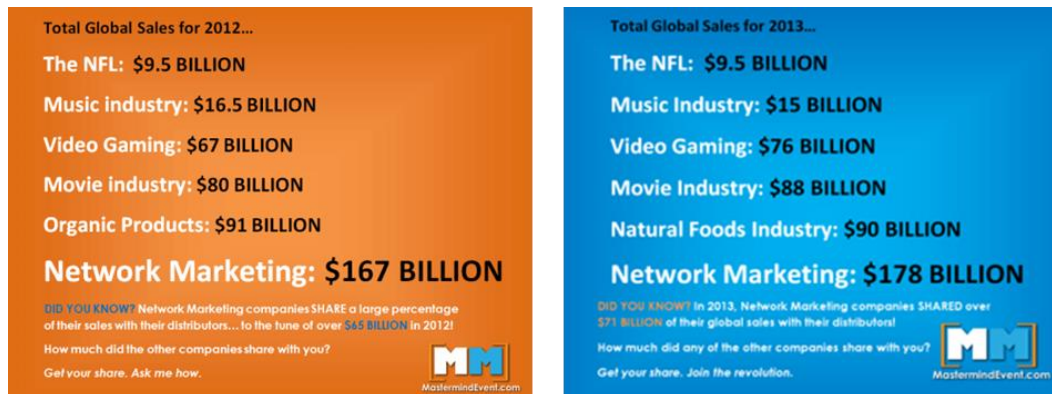 Total Global Sales for 2012...
The NFL: $9.5 BILLION
Music industry: $16.5 BILLION
Video Gaming: $67 BILLION
Movie industry: $80 BILLION
Organic Products: $91 BILLION
Network Marketing: $167 BILLION
DID YOU KNOW? Network Marketing companies SHARE a large percentage
of their sales with their distributors... to the tune of over $65 BILLION in 2012!
How much did the other companies share with you?
Get your share. Ask me how.
MM
MastermindEvent.com
Total Global Sales for 2013...
The NFL: $9.5 BILLION
Music Industry: $15 BILLION
Video Gaming: $76 BILLION
Movie Industry: $88 BILLION
Natural Foods Industry: $90 BILLION
Network Marketing: $178 BILLION
DID YOU KNOW? In 2013, Network Marketing companies SHARED over
$71 BILLION of their global sales with their distributors!
How much did any of the other companies share with you?
Get your share. Join the revolution.
MM
MastermindEvent.com